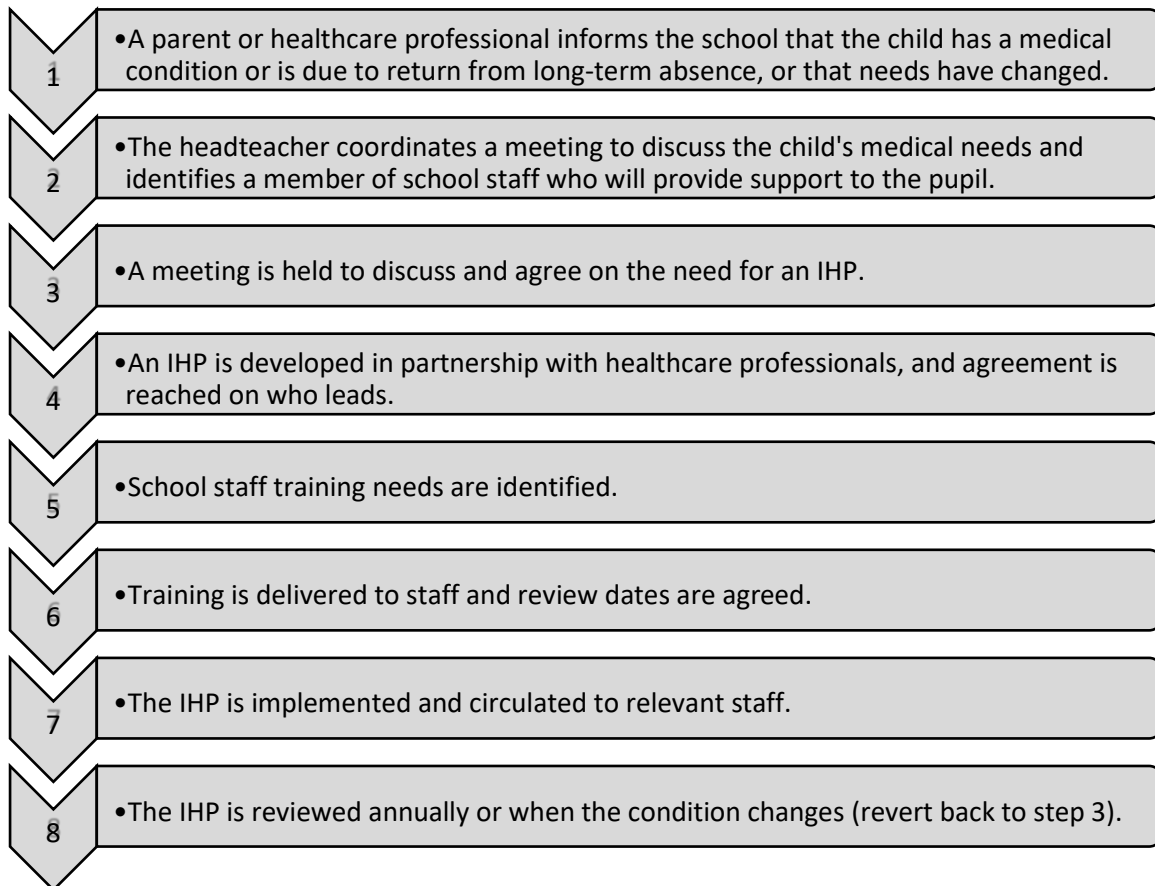 1
•A parent or healthcare professional informs the school that the child has a medical
condition or is due to return from long-term absence, or that needs have changed.
2
•The headteacher coordinates a meeting to discuss the child's medical needs and
identifies a member of school staff who will provide support to the pupil.
3
•A meeting is held to discuss and agree on the need for an IHP.
4
•An IHP is developed in partnership with healthcare professionals, and agreement is
reached on who leads.
5
•School staff training needs are identified.
6
•Training is delivered to staff and review dates are agreed.
7
•The IHP is implemented and circulated to relevant staff.
8
•The IHP is reviewed annually or when the condition changes (revert back to step 3).